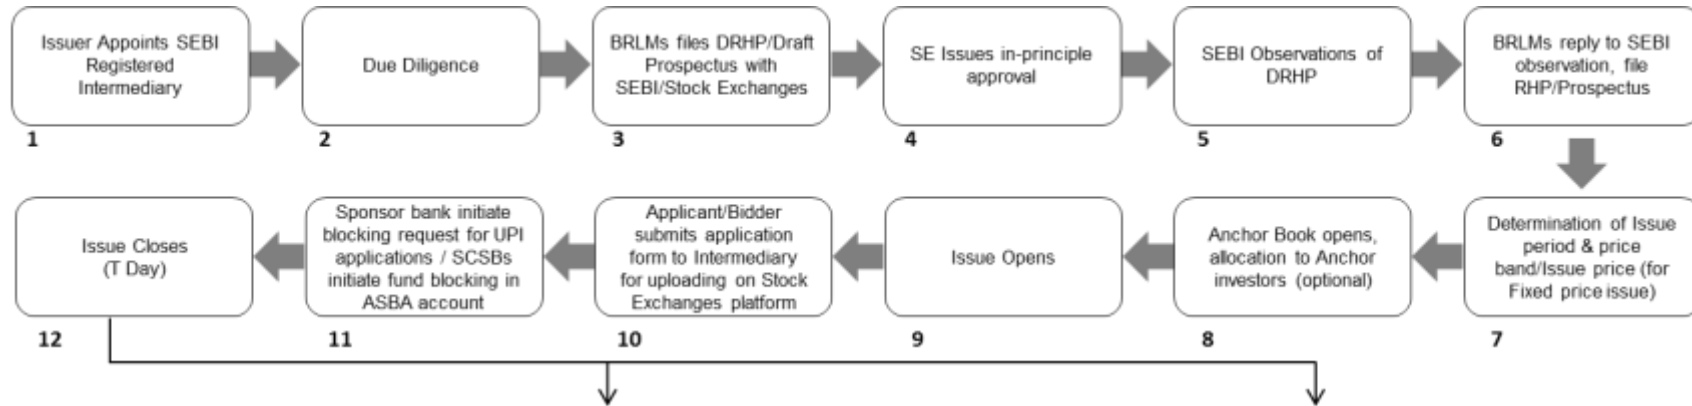 Issuer Appoints SEBI
Registered
Intermediary
1
Due Diligence
2
BRLMs files DRHP/Draft
Prospectus with
SEBI/Stock Exchanges
3
SE Issues in-principle
approval
4
SEBI Observations of
DRHP
5
BRLMs reply to SEBI
observation, file
RHP/Prospectus
6
Determination of Issue
period & price
band/Issue price (for
Fixed price issue)
7
Anchor Book opens,
allocation to Anchor
investors (optional)
8
Issue Opens
9
Applicant/Bidder
submits application
form to Intermediary
for uploading on Stock
Exchanges platform
10
Sponsor bank initiate
blocking request for UPI
applications / SCSBs
initiate fund blocking in
ASBA account
11
Issue Closes
(T Day)
12